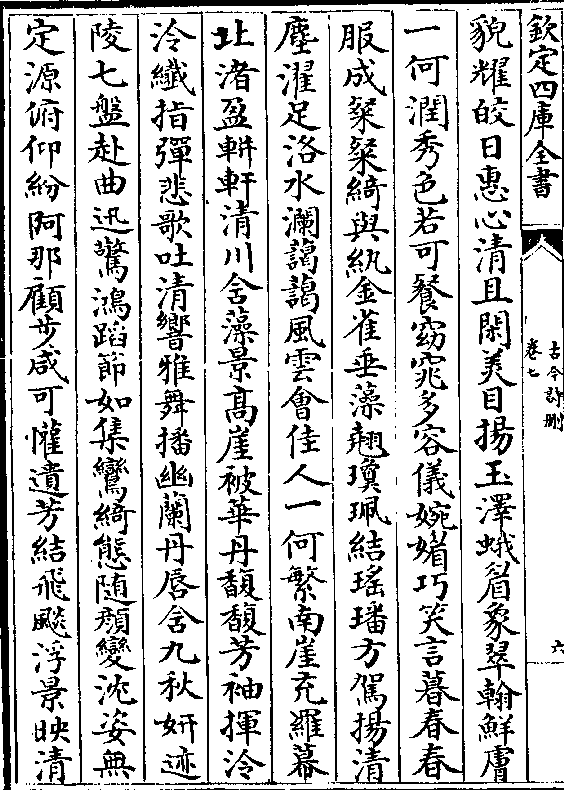 欽定四庫全書
古今詩刪
卷七
六
貌耀皎日惠心清且閑美目揚玉澤蛾眉象翠翰鮮膚
一何潤秀色若可餐窈窕多容儀婉媚巧笑言暮春春
服成粲粲綺與紈金雀垂藻翹瓊珮結瑤璠方駕揚清
塵濯足洛水瀾藹藹風雲會佳人一何繁南崖充羅幕
北渚盈軿軒清川含藻景髙崖被華丹馥馥芳袖揮泠
泠纎指彈悲歌吐清響雅舞播幽蘭丹唇含九秋妍迹
陵七盤赴曲迅驚鴻蹈節如集鸞綺態随顔變沈姿無
定源俯仰紛阿那顧步咸可懽遺芳結飛飈浮景映清